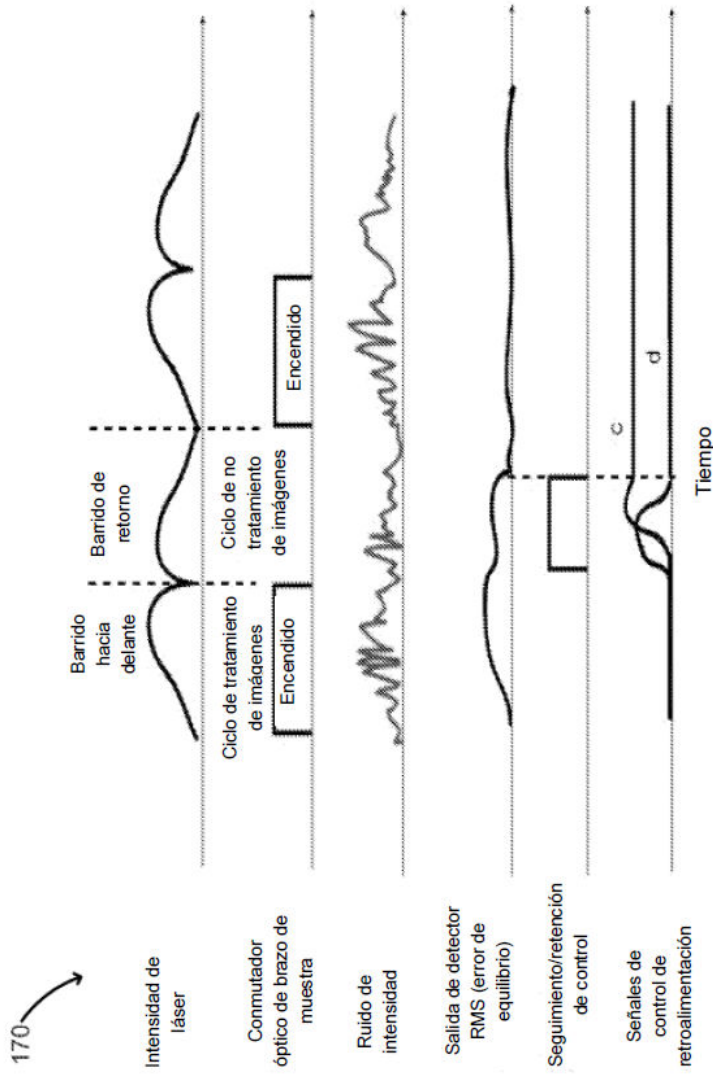 170
Intensidad de
láser
Barrido
hacia
delante
Barrido de
retorno
Conmutador
óptico de brazo de
muestra
Ciclo de tratamiento
de imágenes
Encendido
Ciclo de no
tratamiento
de imágenes
Encendido
Ruido de
intensidad
Salida de detector
RMS (error de
equilibrio)
Seguimiento/retención
de control
Señales de
control de
retroalimentación
c
d
Tiempo